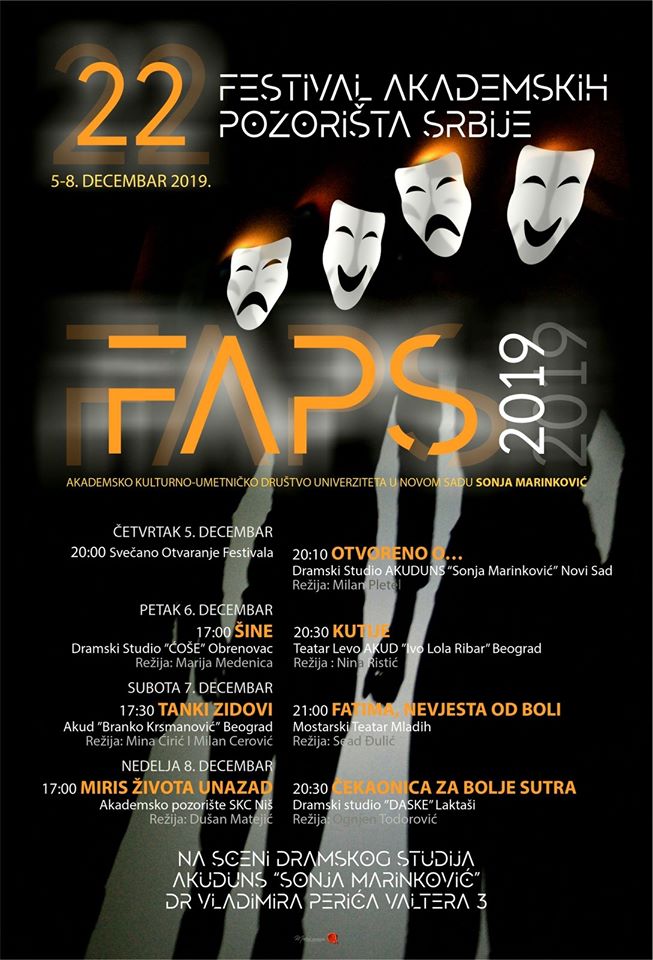 22
FESTIVAL AKADEMSKIH
POZORIŠTA SRBIJE
5-8. DECEMBAR 2019.
FAPS 2019
AKADEMSKO KULTURNO-UMETNIČKO DRUŠTVO UNIVERZITETA U NOVOM SADU SONJA MARINKOVIĆ
ČETVRTAK 5. DECEMBAR
20:00 Svečano Otvaranje Festivala
20:10 OTVORENO O...
Dramski Studio AKUDUNS "Sonja Marinković" Novi Sad
Režija: Milan Pletel
PETAK 6. DECEMBAR
17:00 ŠINE
Dramski Studio "ĆOŠE" Obrenovac
Režija: Marija Medenica
20:30 KUTIJE
Teatar Levo AKUD "Ivo Lola Ribar" Beograd
Režija : Nina Ristić
SUBOTA 7. DECEMBAR
17:30 TANKI ZIDOVI
Akud "Branko Krsmanović" Beograd
Režija: Mina Ćirić I Milan Cerović
21:00 FATIMA, NEVJESTA OD BOLI
Mostarski Teatar Mladih
Režija: Sead Đulić
NEDELJA 8. DECEMBAR
17:00 MIRIS ŽIVOTA UNAZAD
Akademsko pozorište SKC Niš
Režija: Dušan Matejić
20:30 ČEKAONICA ZA BOLJE SUTRA
Dramski studio "DASKE" Laktaši
Režija: Ognjen Todorović
NA SCENI DRAMSKOG STUDIJA
AKUDUNS "SONJA MARINKOVIĆ"
DR VLADIMIRA PERIĆA VALTERA 3